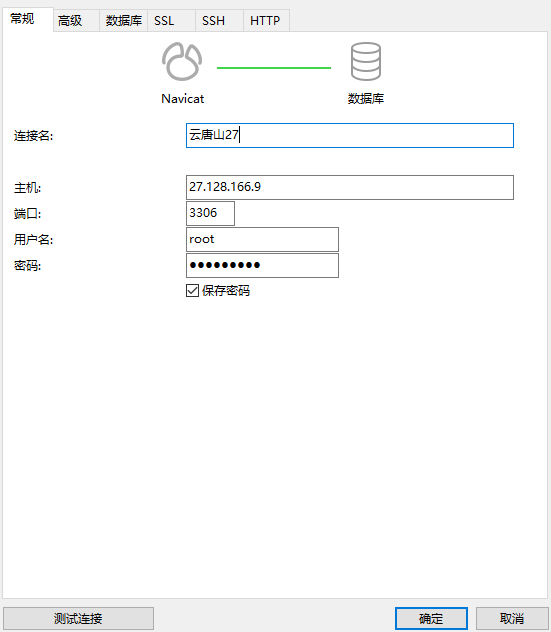 常规 高级 数据库 SSL SSH HTTP
Navicat 数据库
连接名: 云唐山27
主机: 27.128.166.9
端口: 3306
用户名: root
密码: ●●●●●●●●●
保存密码
测试连接 确定 取消